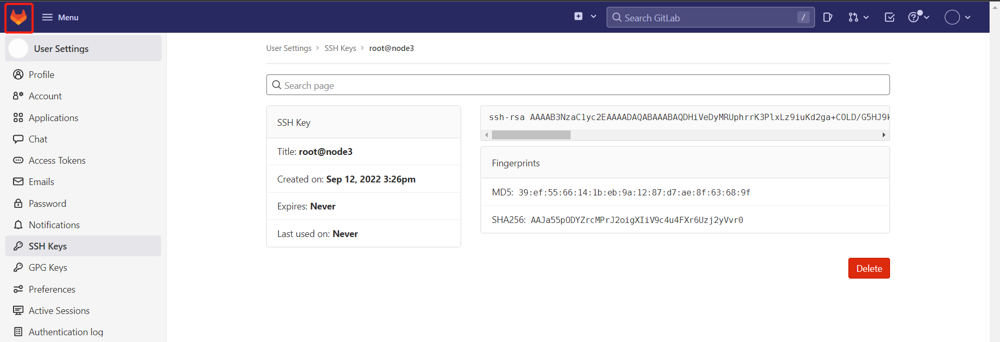 Menu
Search GitLab /
User Settings
Profile
Account
Applications
Chat
Access Tokens
Emails
Password
Notifications
SSH Keys
GPG Keys
Preferences
Active Sessions
Authentication log
User Settings > SSH Keys > root@node3
Search page
SSH Key
Title: root@node3
Created on: Sep 12, 2022 3:26pm
Expires: Never
Last used on: Never
ssh-rsa AAAAB3NzaC1yc2EAAAADAQABAAABAQDHiVeDyMRUphrrK3PlxLz9iuKd2ga+COLD/G5HJ9k
Fingerprints
MD5: 39:ef:55:66:14:1b:eb:9a:12:87:d7:ae:8f:63:68:9f
SHA256: AAJa55pODYZrcMPrJ2oigXIiV9c4u4FXr6Uzj2yVvr0
Delete